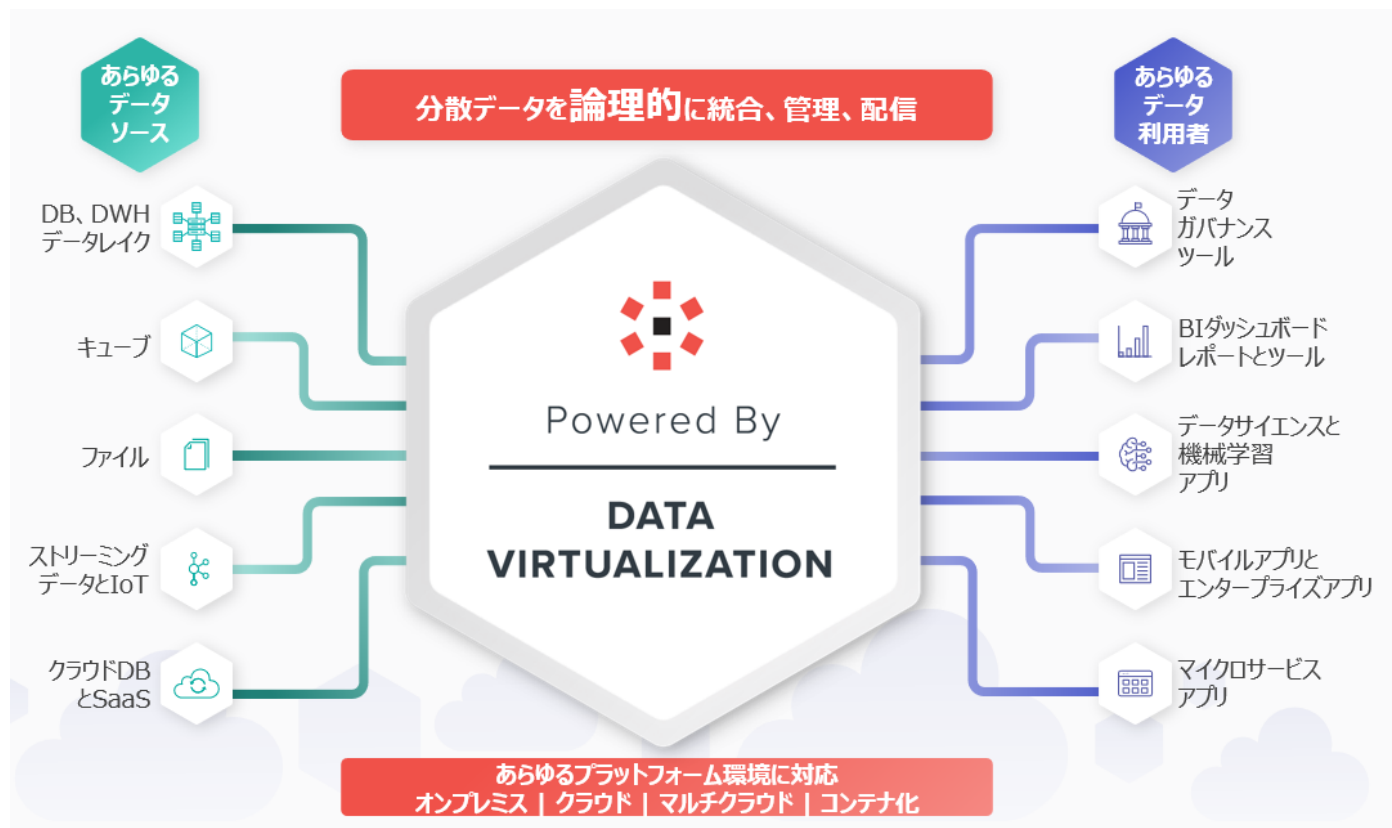 あらゆる
データ
ソース
分散データを論理的に統合、管理、配信
あらゆる
データ
利用者
DB、DWH
データレイク
キューブ
ファイル
ストリーミング
データとIoT
クラウドDB
とSaaS
Powered By
DATA
VIRTUALIZATION
データ
ガバナンス
ツール
BIダッシュボード
レポートとツール
データサイエンスと
機械学習
アプリ
モバイルアプリと
エンタープライズアプリ
マイクロサービス
アプリ
あらゆるプラットフォーム環境に対応
オンプレミス | クラウド | マルチクラウド | コンテナ化